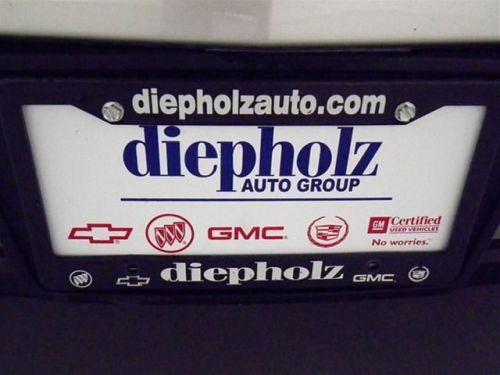 diepholzauto.com
diepholz
AUTO GROUP
GMC GM Certified
USED VEHICLES
No worries.
diepholz GMC